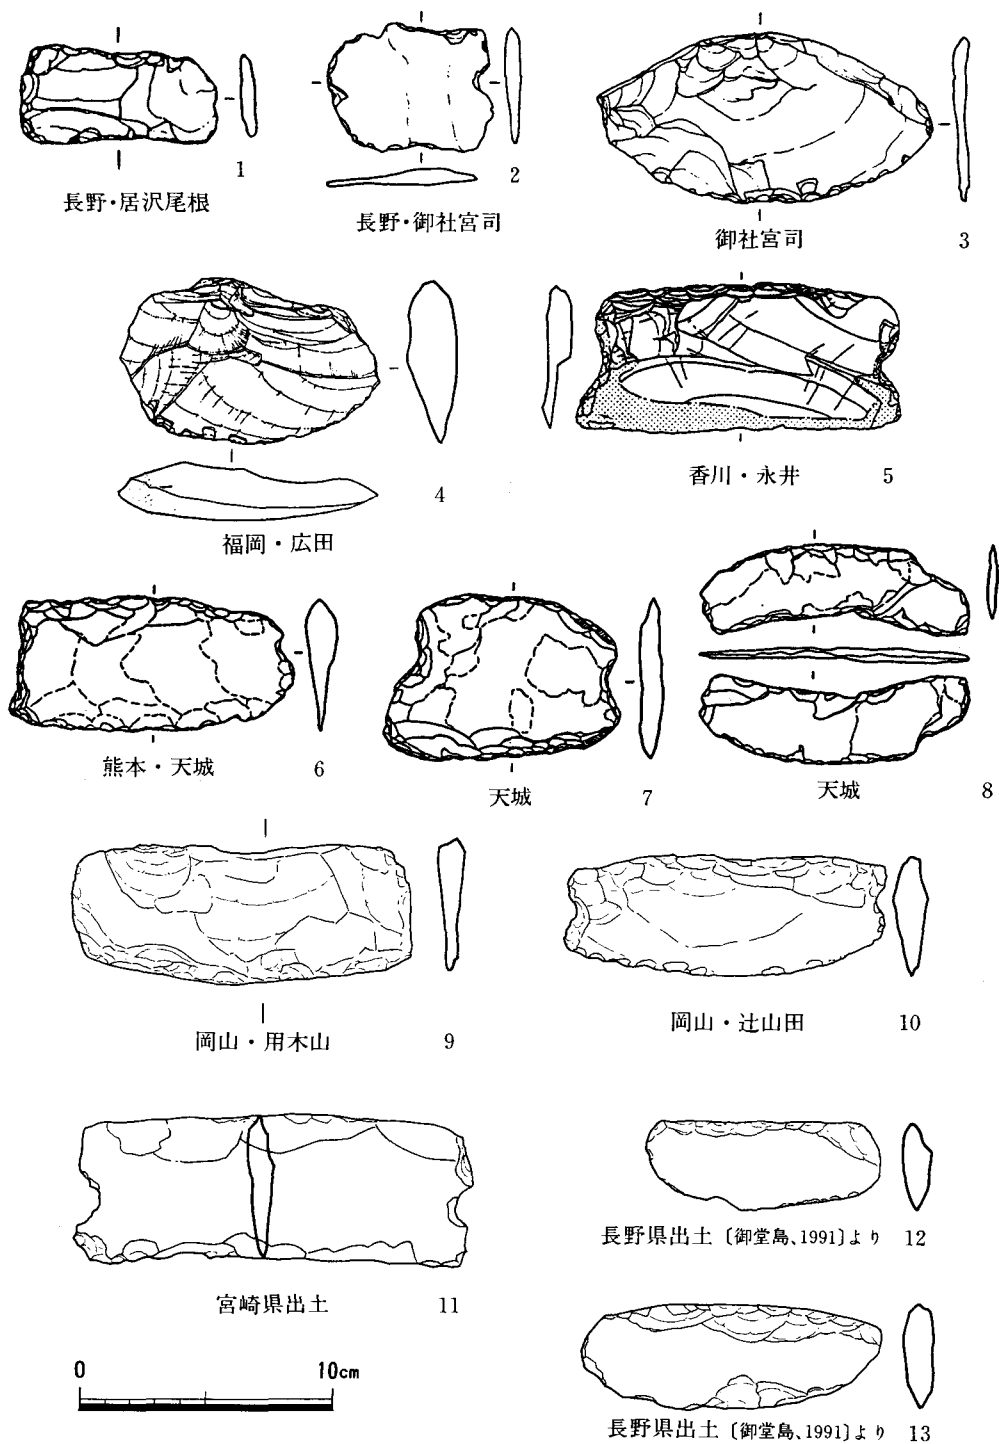 1
長野・居沢尾根
2
長野・御社宮司
御社宮司 3
4
福岡・広田
香川・永井 5
熊本・天城 6
天城 7
天城 8
岡山・用木山 9
岡山・辻山田 10
宮崎県出土 11
長野県出土〔御堂島、1991〕より 12
長野県出土〔御堂島、1991〕より 13
0 10cm